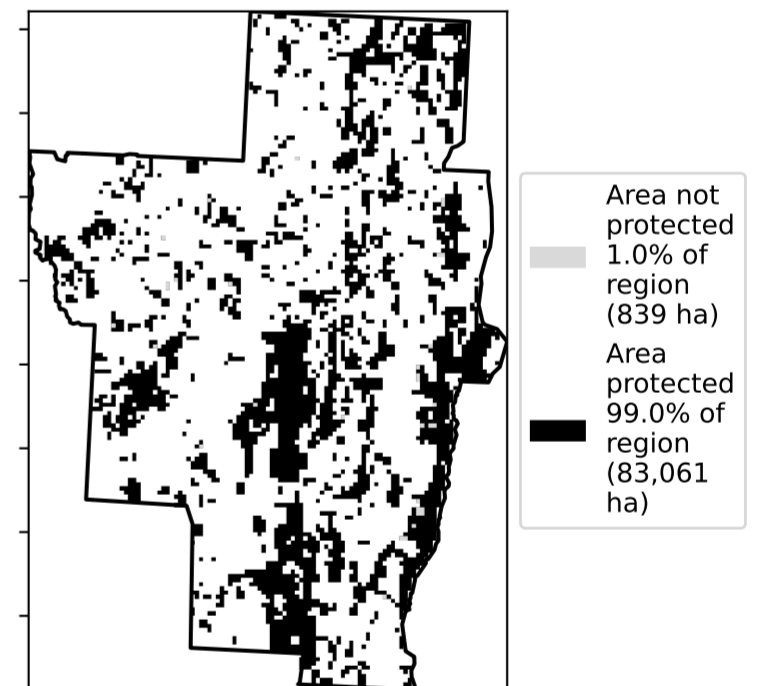 Area not
protected
1.0% of
region
(839 ha)
Area
protected
99.0% of
region
(83,061
ha)